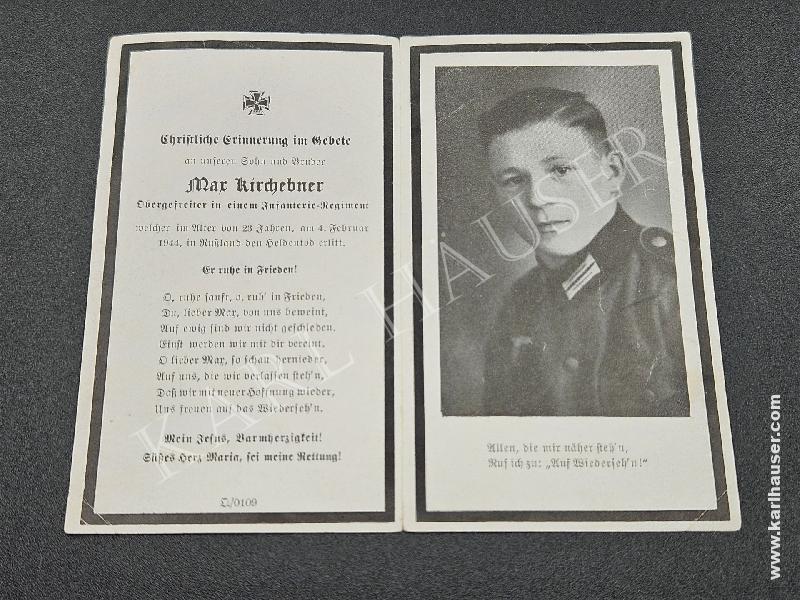 Christliche Erinnerung im Gebete
an unseren Sohn und Bruder
Max Kirchebner
Obergefreiter in einem Infanterie-Regiment
welcher im Alter von 23 Jahren, am 4. Februar
1944, in Rußland den Heldentod erlitt.
Er ruhe in Frieden!
O, ruhe sanft, o, ruh' in Frieden,
Du, lieber Max, von uns beweint,
Auf ewig sind wir nicht geschieden.
Einst werden wir mit dir vereint.
O lieber Max, so schau hernieder,
Auf uns, die wir verlassen steh'n,
Daß wir mit neuer Hoffnung wieder,
Uns freuen auf das Wiederseh'n.
Mein Jesus, Barmherzigkeit!
Süßes Herz Maria, sei meine Rettung!
O/0109
Allen, die mir näher steh'n,
Ruf ich zu: „Auf Wiederseh'n!"
KARL HÄUSER
www.karlhauser.com